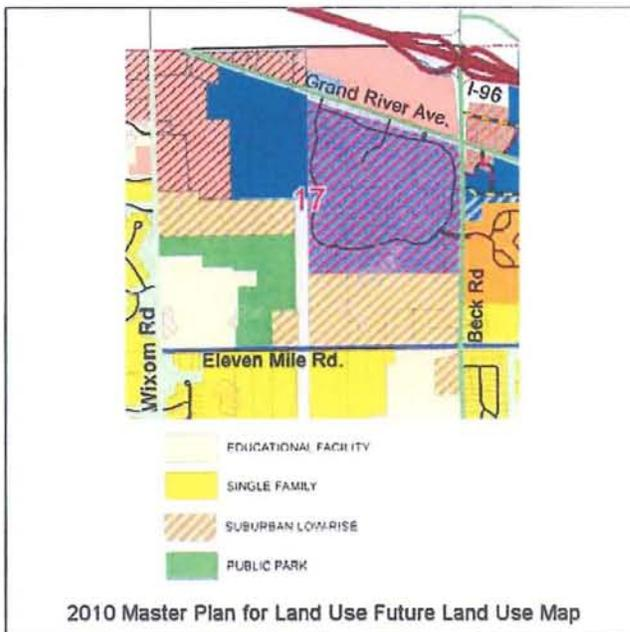 I-96
Grand River Ave.
17
Wixom Rd
Beck Rd
Eleven Mile Rd.
EDUCATIONAL FACILITY
SINGLE FAMILY
SUBURBAN LOW-RISE
PUBLIC PARK
2010 Master Plan for Land Use Future Land Use Map